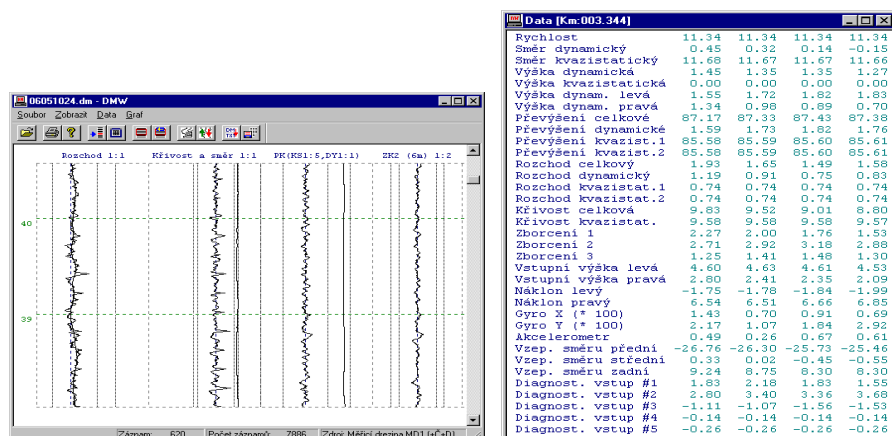 06051024.dm - DMW
Soubor Zobrazit Data Graf
Rozchod 1:1 Křivost a směr 1:1 PK(KS1:5,DY1:1) ZK2 (6m) 1:2
40
39
Záznam: 620 Počet záznamů: 7886 Zdroj: Měřicí drezína MD1 (+Č+D)
Data [Km:003.344]
Rychlost 11.34 11.34 11.34 11.34
Směr dynamický 0.45 0.32 0.14 -0.15
Směr kvazistatický 11.68 11.67 11.67 11.66
Výška dynamická 1.45 1.35 1.35 1.27
Výška kvazistatická 0.00 0.00 0.00 0.00
Výška dynam. levá 1.55 1.72 1.82 1.83
Výška dynam. pravá 1.34 0.98 0.89 0.70
Převýšení celkové 87.17 87.33 87.43 87.38
Převýšení dynamické 1.59 1.73 1.82 1.76
Převýšení kvazist.1 85.58 85.59 85.60 85.61
Převýšení kvazist.2 85.58 85.59 85.60 85.61
Rozchod celkový 1.93 1.65 1.49 1.58
Rozchod dynamický 1.19 0.91 0.75 0.83
Rozchod kvazistat.1 0.74 0.74 0.74 0.74
Rozchod kvazistat.2 0.74 0.74 0.74 0.74
Křivost celková 9.83 9.52 9.01 8.80
Křivost kvazistat. 9.58 9.58 9.58 9.57
Zborcení 1 2.27 2.00 1.76 1.53
Zborcení 2 2.71 2.92 3.18 2.88
Zborcení 3 1.25 1.41 1.48 1.30
Vstupní výška levá 4.60 4.63 4.61 4.53
Vstupní výška pravá 2.80 2.41 2.35 2.09
Náklon levý -1.75 -1.78 -1.84 -1.99
Náklon pravý 6.54 6.51 6.66 6.85
Gyro X (* 100) 1.43 0.70 0.91 0.69
Gyro Y (* 100) 2.17 1.07 1.84 2.92
Akcelerometr 0.49 0.26 0.67 0.61
Vzep. směru přední -26.76 -26.30 -25.73 -25.46
Vzep. směru střední 0.33 0.02 -0.45 -0.55
Vzep. směru zadní 9.24 8.75 8.30 8.30
Diagnost. vstup #1 1.83 2.18 1.83 1.55
Diagnost. vstup #2 2.80 3.40 3.36 3.68
Diagnost. vstup #3 -1.11 -1.07 -1.56 -1.53
Diagnost. vstup #4 -0.14 -0.14 -0.14 -0.14
Diagnost. vstup #5 -0.26 -0.26 -0.26 -0.26